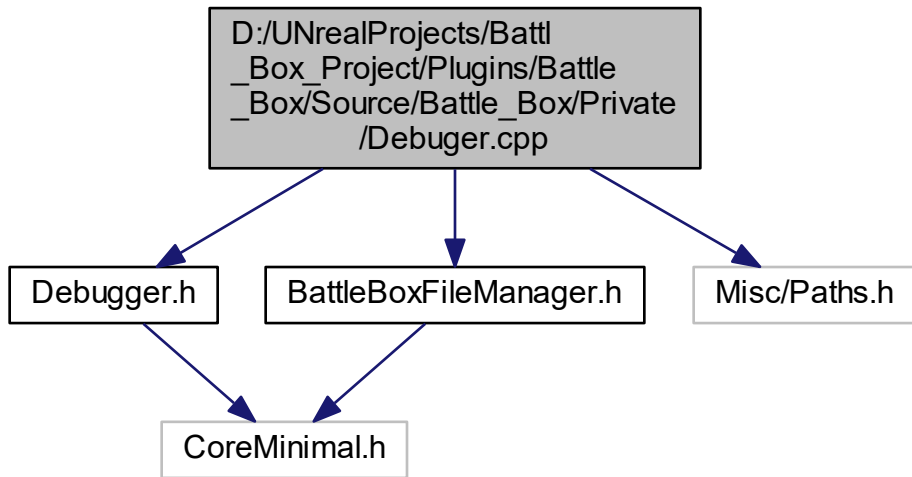 D:/UNrealProjects/Battl
_Box_Project/Plugins/Battle
_Box/Source/Battle_Box/Private
/Debuger.cpp
Debugger.h
BattleBoxFileManager.h
Misc/Paths.h
CoreMinimal.h